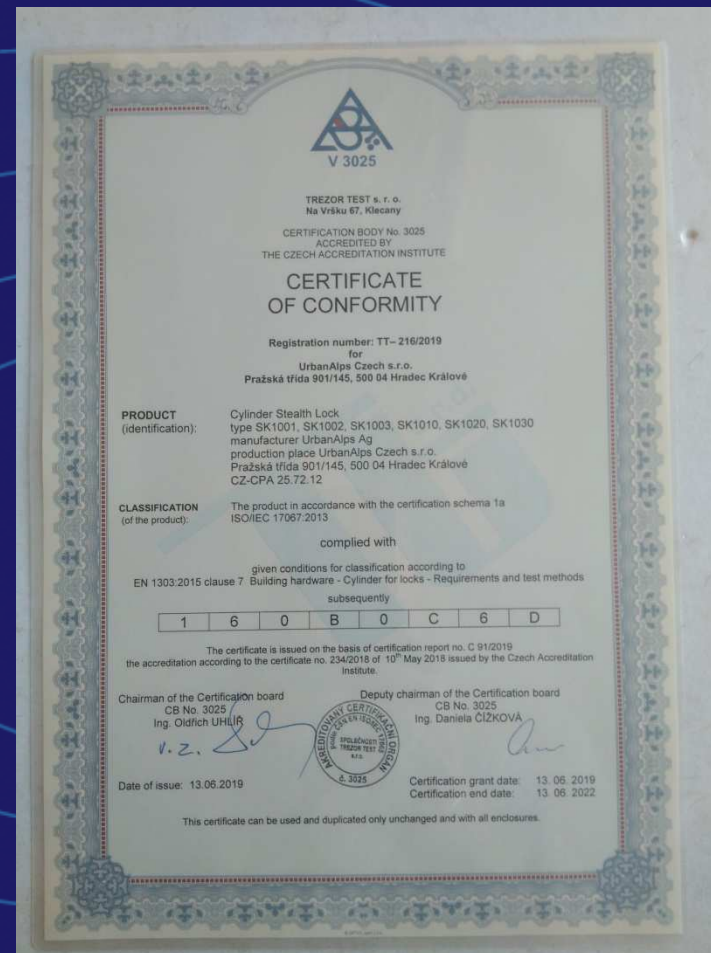 V 3025
TREZOR TEST s. r. o.
Na Vršku 67, Klecany
CERTIFICATION BODY No. 3025
ACCREDITED BY
THE CZECH ACCREDITATION INSTITUTE
CERTIFICATE
OF CONFORMITY
Registration number: TT– 216/2019
for
UrbanAlps Czech s.r.o.
Pražská třída 901/145, 500 04 Hradec Králové
PRODUCT
(identification):
Cylinder Stealth Lock
type SK1001, SK1002, SK1003, SK1010, SK1020, SK1030
manufacturer UrbanAlps Ag
production place UrbanAlps Czech s.r.o.
Pražská třída 901/145, 500 04 Hradec Králové
CZ-CPA 25.72.12
CLASSIFICATION
(of the product):
The product in accordance with the certification schema 1a
ISO/IEC 17067:2013
complied with
given conditions for classification according to
EN 1303:2015 clause 7 Building hardware - Cylinder for locks - Requirements and test methods
subsequently
1 6 0 B 0 C 6 D
The certificate is issued on the basis of certification report no. C 91/2019
the accreditation according to the certificate no. 234/2018 of 10th May 2018 issued by the Czech Accreditation
Institute.
Chairman of the Certification board
CB No. 3025
Ing. Oldřich UHLÍŘ
v. z.
Deputy chairman of the Certification board
CB No. 3025
Ing. Daniela ČÍŽKOVÁ
AKREDITOVANÝ CERTIFIKAČNÍ ORGÁN
SPOLEČNOSTI
TREZOR TEST
s.r.o.
č. 3025
Date of issue: 13.06.2019
Certification grant date: 13. 06. 2019
Certification end date: 13. 06. 2022
This certificate can be used and duplicated only unchanged and with all enclosures.